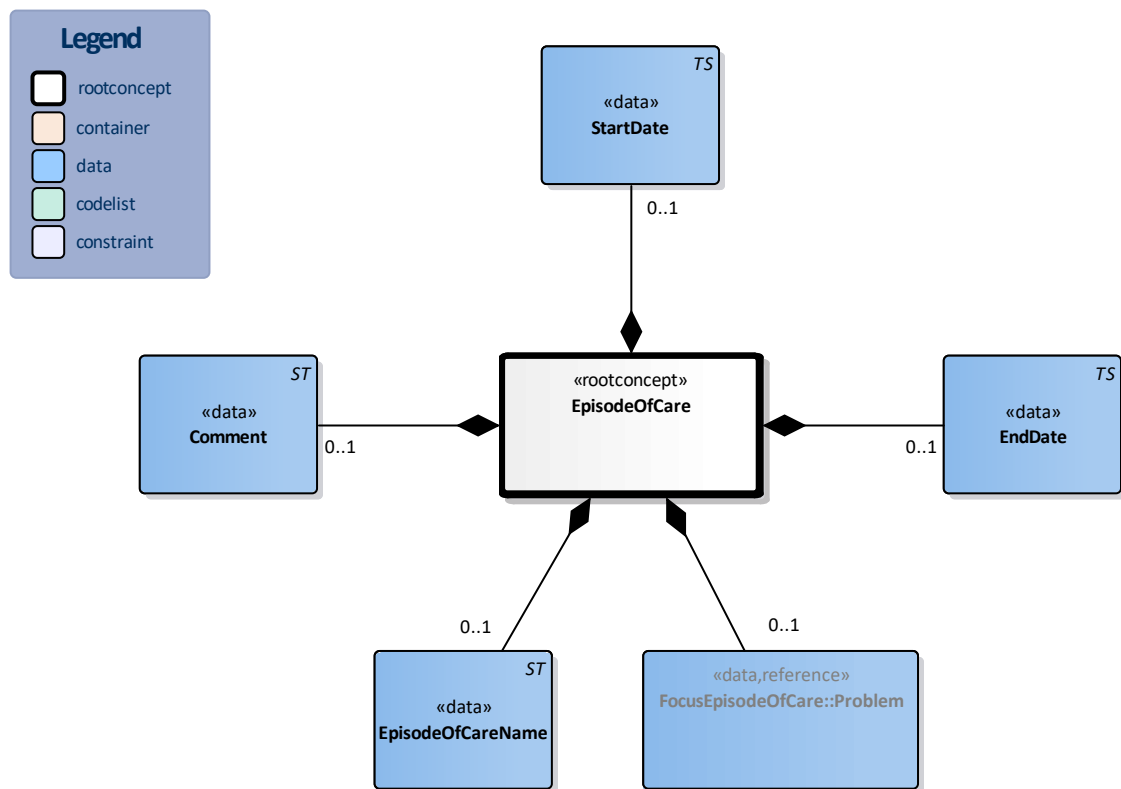 Legend
rootconcept
container
data
codelist
constraint
TS
«data»
StartDate
0..1
ST
«data»
Comment
0..1
«rootconcept»
EpisodeOfCare
TS
«data»
EndDate
0..1
0..1
0..1
ST
«data»
EpisodeOfCareName
«data,reference»
FocusEpisodeOfCare::Problem